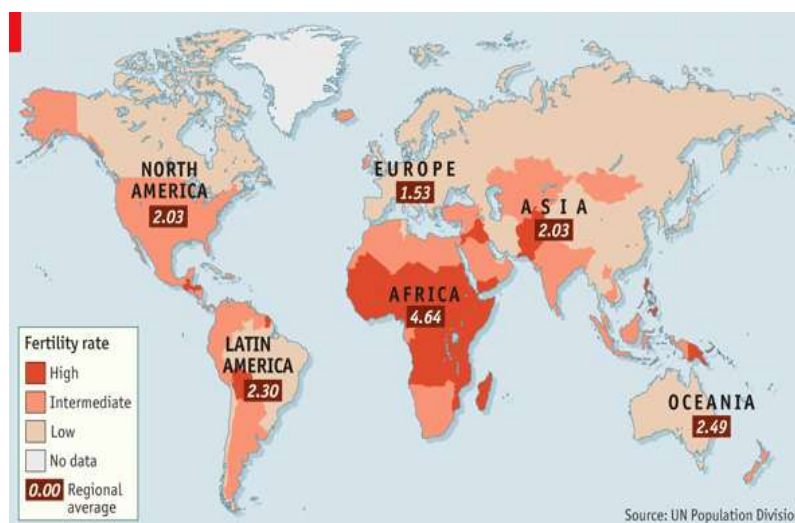 NORTH
AMERICA
2.03
EUROPE
1.53
ASIA
2.03
AFRICA
4.64
LATIN
AMERICA
2.30
OCEANIA
2.49
Fertility rate
High
Intermediate
Low
No data
0.00 Regional
average
Source: UN Population Divisio